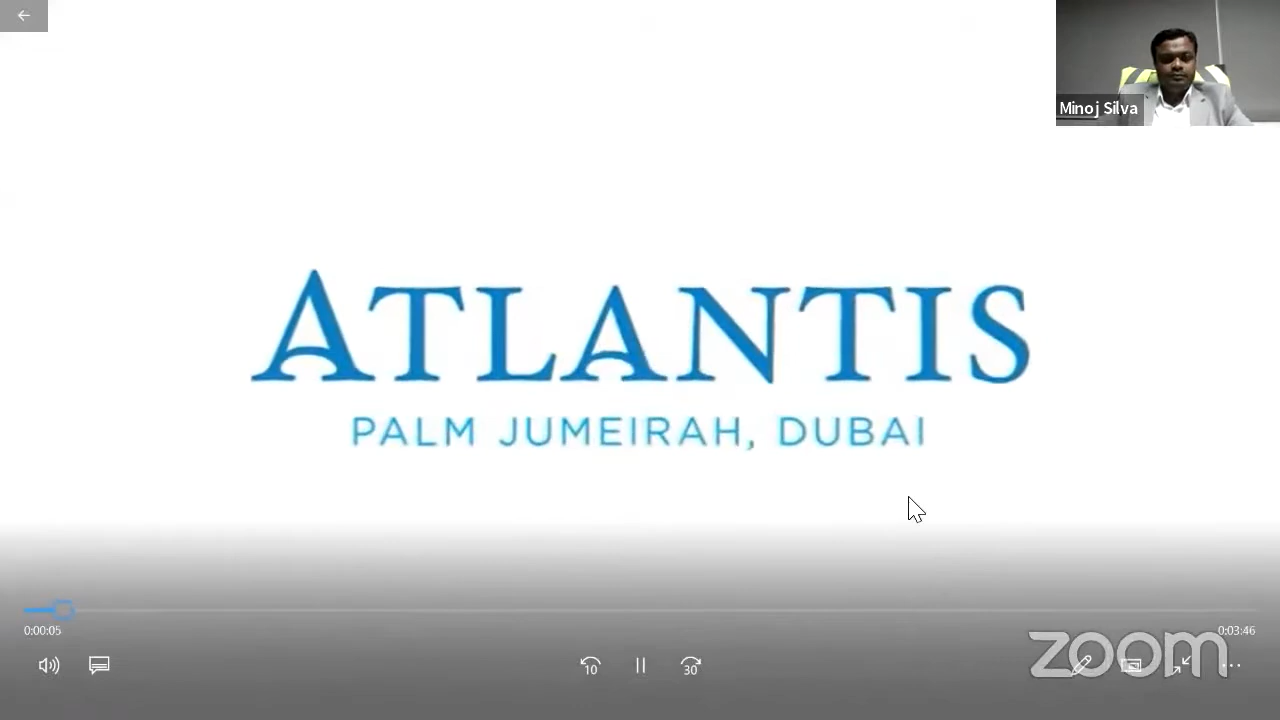 Minoj Silva
ATLANTIS
PALM JUMEIRAH, DUBAI
0:00:05
0:03:46
10
30
zoom